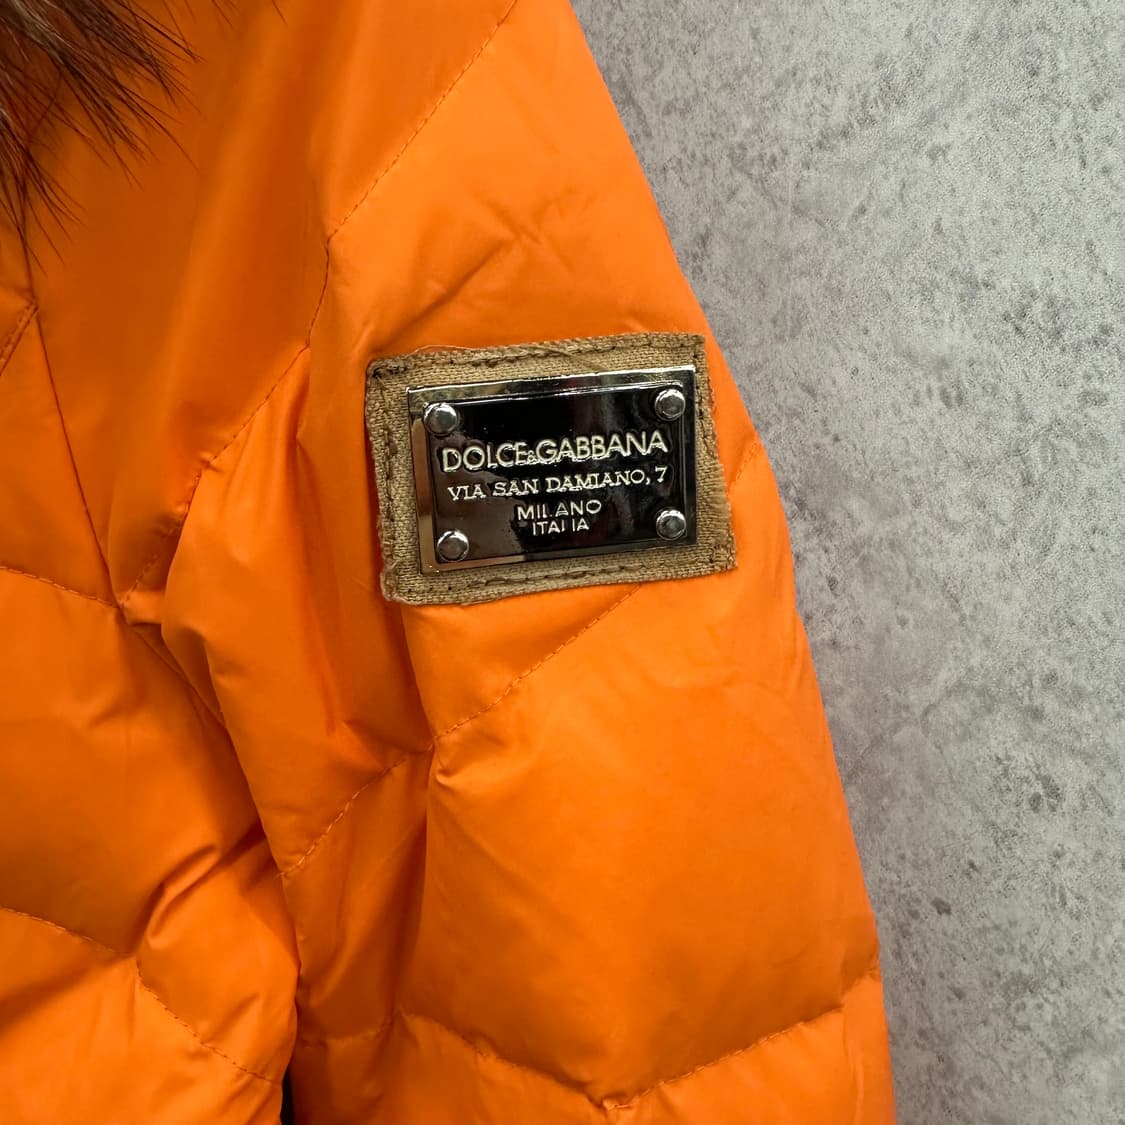 DOLCE&GABBANA
VIA SAN DAMIANO, 7
MILANO
ITALIA